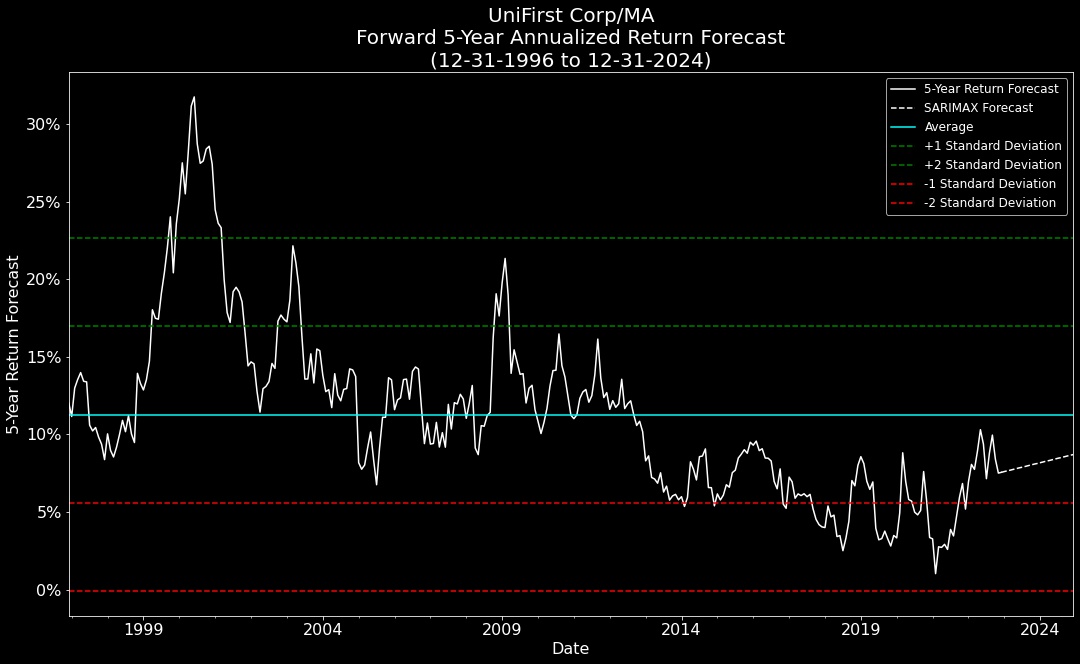 UniFirst Corp/MA
Forward 5-Year Annualized Return Forecast
(12-31-1996 to 12-31-2024)
5-Year Return Forecast
SARIMAX Forecast
Average
+1 Standard Deviation
+2 Standard Deviation
-1 Standard Deviation
-2 Standard Deviation
5-Year Return Forecast
30%
25%
20%
15%
10%
5%
0%
1999
2004
2009
2014
2019
2024
Date